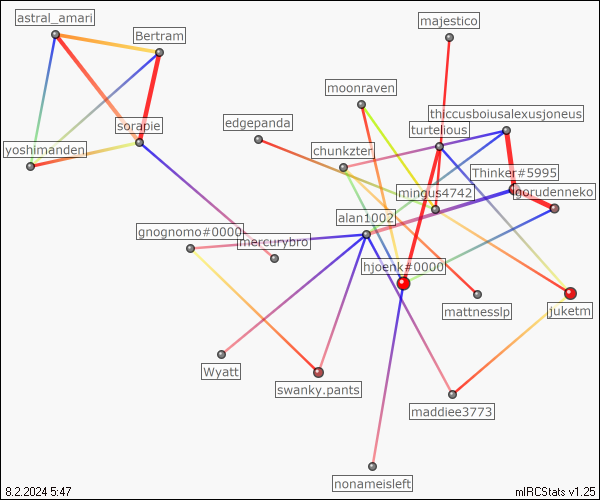 astral_amari
majestico
Bertram
moonraven
thiccusboiusalexusjoneus
edgepanda
sorapie
turtelious
yoshimanden
chunkzter
Thinker#5995
mingus4742
gorudenneko
alan1002
gnognomo#0000
mercurybro
hjoenk#0000
mattnesslp
juketm
Wyatt
swanky.pants
maddiee3773
nonameisleft
8.2.2024 5:47
mIRCStats v1.25